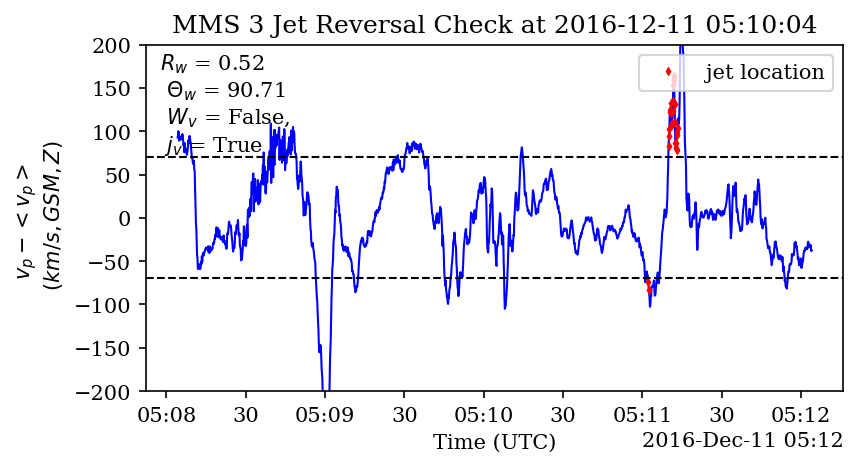 MMS 3 Jet Reversal Check at 2016-12-11 05:10:04
R_w = 0.52
Θ_w = 90.71
W_v = False,
j_v = True
jet location
v_p − < v_p >
(km/s, GSM, Z)
200
150
100
50
0
−50
−100
−150
−200
05:08 30 05:09 30 05:10 30 05:11 30 05:12
Time (UTC)
2016-Dec-11 05:12